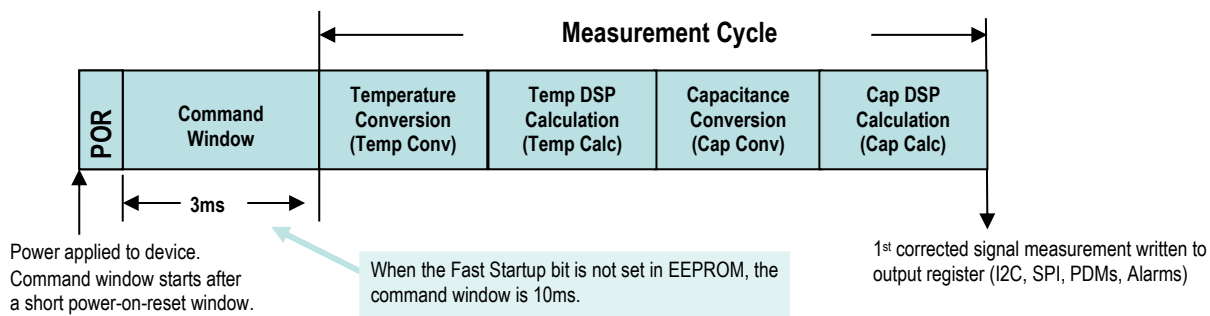 Measurement Cycle
POR
Command
Window
Temperature
Conversion
(Temp Conv)
Temp DSP
Calculation
(Temp Calc)
Capacitance
Conversion
(Cap Conv)
Cap DSP
Calculation
(Cap Calc)
3ms
Power applied to device.
Command window starts after
a short power-on-reset window.
When the Fast Startup bit is not set in EEPROM, the
command window is 10ms.
1st corrected signal measurement written to
output register (I2C, SPI, PDMs, Alarms)